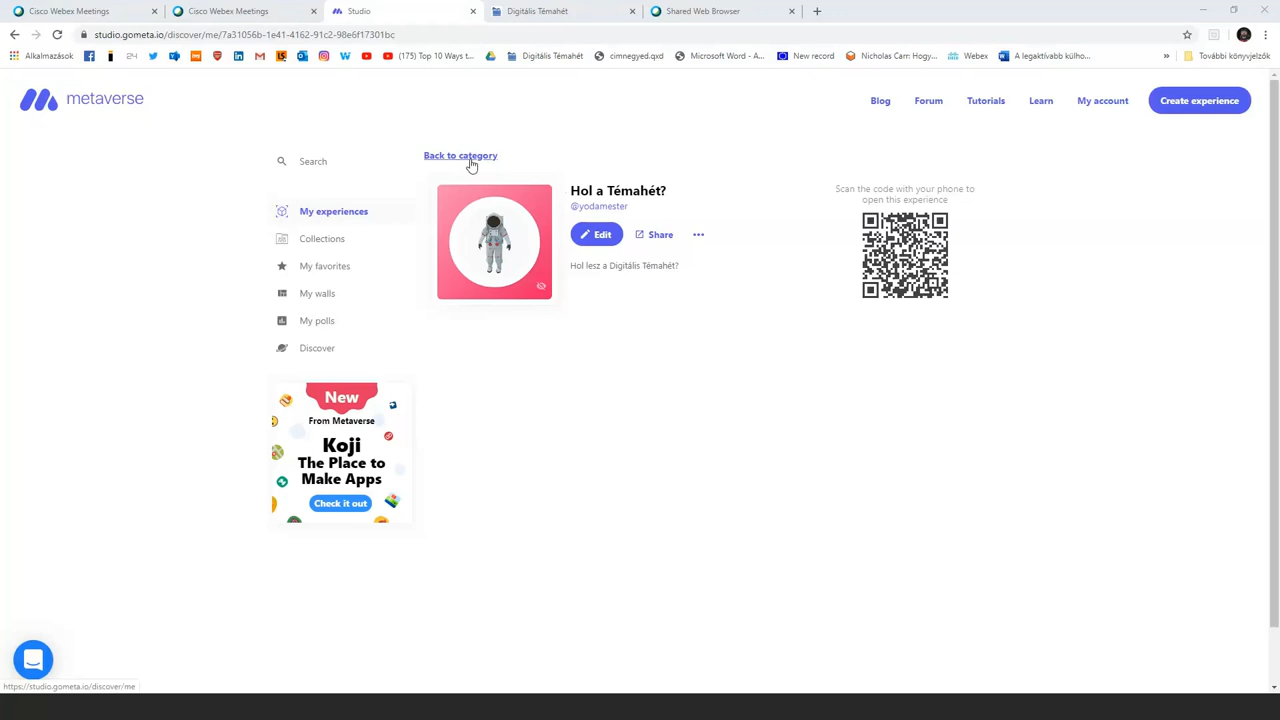 Cisco Webex Meetings
Cisco Webex Meetings
Studio
Digitális Témahét
Shared Web Browser
studio.gometa.io/discover/me/7a31056b-1e41-4162-91c2-98e6f17301bc
Alkalmazások
(175) Top 10 Ways t...
Digitális Témahét
cimnegyed.qxd
Microsoft Word - A...
New record
Nicholas Carr: Hogy...
Webex
A legaktívabb külho...
»
További könyvjelzők
metaverse
Blog
Forum
Tutorials
Learn
My account
Create experience
Search
My experiences
Collections
My favorites
My walls
My polls
Discover
Back to category
Hol a Témahét?
@yodamester
Edit
Share
Hol lesz a Digitális Témahét?
Scan the code with your phone to
open this experience
New
From Metaverse
Koji
The Place to
Make Apps
Check it out
https://studio.gometa.io/discover/me